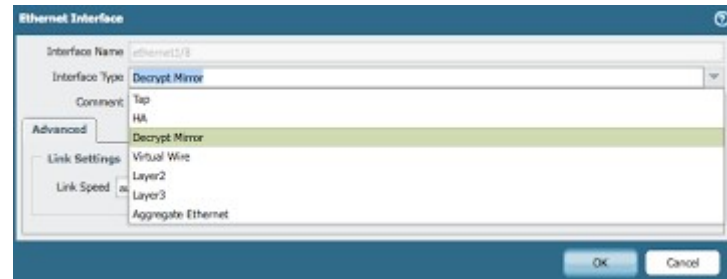 Ethernet Interface
Interface Name ethernet1/8
Interface Type Decrypt Mirror
Comment
Tap
HA
Advanced
Decrypt Mirror
Link Settings
Virtual Wire
Layer2
Link Speed
Layer3
Aggregate Ethernet
OK Cancel